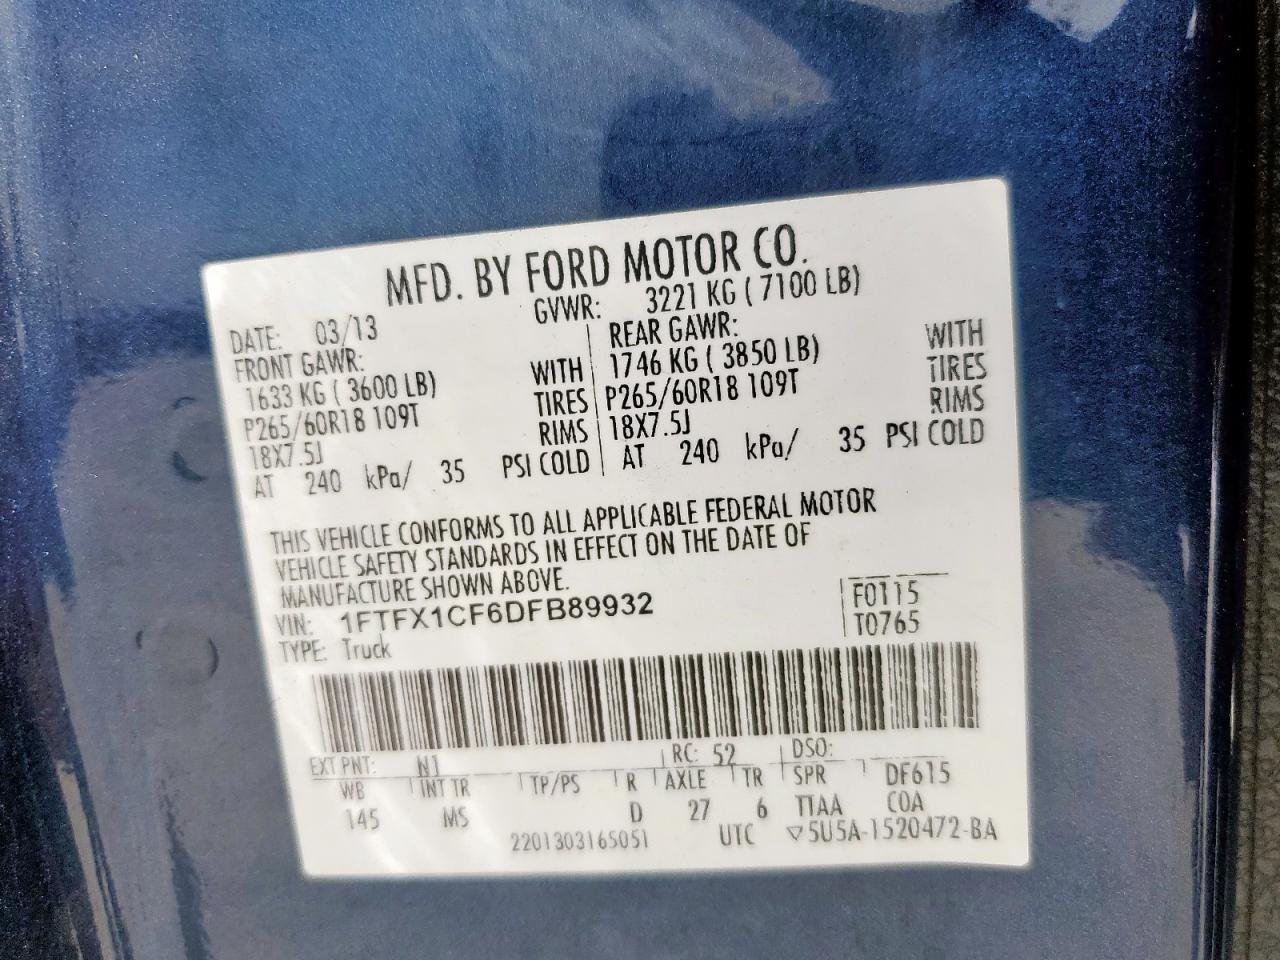 MFD. BY FORD MOTOR CO.
DATE: 03/13 GVWR: 3221 KG ( 7100 LB)
FRONT GAWR: REAR GAWR:
1633 KG ( 3600 LB) WITH 1746 KG ( 3850 LB) WITH
P265/60R18 109T TIRES P265/60R18 109T TIRES
18X7.5J RIMS 18X7.5J RIMS
AT 240 kPa/ 35 PSI COLD AT 240 kPa/ 35 PSI COLD
THIS VEHICLE CONFORMS TO ALL APPLICABLE FEDERAL MOTOR
VEHICLE SAFETY STANDARDS IN EFFECT ON THE DATE OF
MANUFACTURE SHOWN ABOVE.
VIN: 1FTFX1CF6DFB89932 F0115
TYPE: Truck T0765
EXT PNT: N1 RC: 52 DSO:
WB INT TR TP/PS R AXLE TR SPR DF615
145 MS D 27 6 TTAA COA
2201303165051 UTC ▽5U5A-1520472-BA